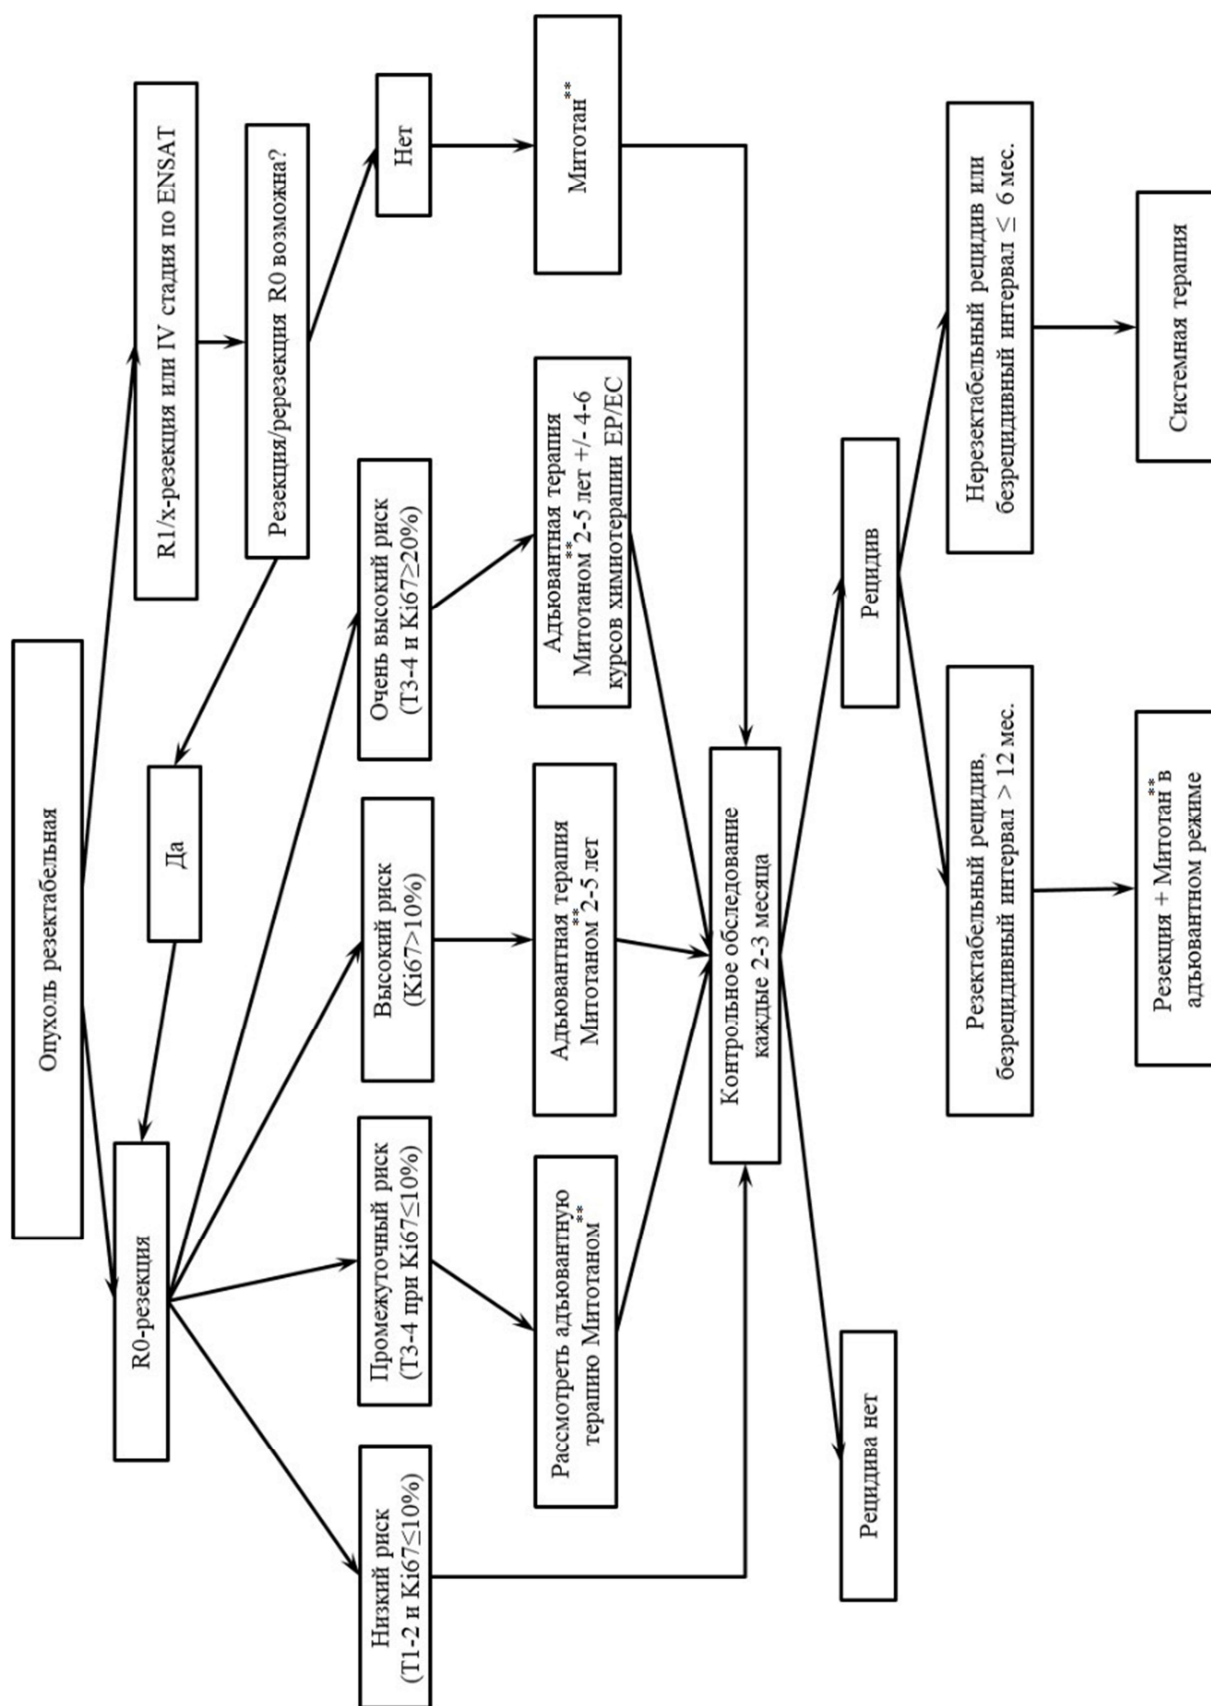 Опухоль резектабельная
R0-резекция
Да
R1/x-резекция или IV стадия по ENSAT
Резекция/ререзекция R0 возможна?
Нет
Низкий риск
(T1-2 и Ki67≤10%)
Промежуточный риск
(T3-4 при Ki67≤10%)
Высокий риск
(Ki67>10%)
Очень высокий риск
(T3-4 и Ki67≥20%)
Рассмотреть адъювантную
терапию Митотаном**
Адъювантная терапия
Митотаном** 2-5 лет
Адъювантная терапия
Митотаном** 2-5 лет +/- 4-6
курсов химиотерапии EP/EC
Митотан**
Контрольное обследование
каждые 2-3 месяца
Рецидива нет
Рецидив
Резектабельный рецидив,
безрецидивный интервал > 12 мес.
Нерезектабельный рецидив или
безрецидивный интервал ≤ 6 мес.
Резекция + Митотан** в
адъювантном режиме
Системная терапия